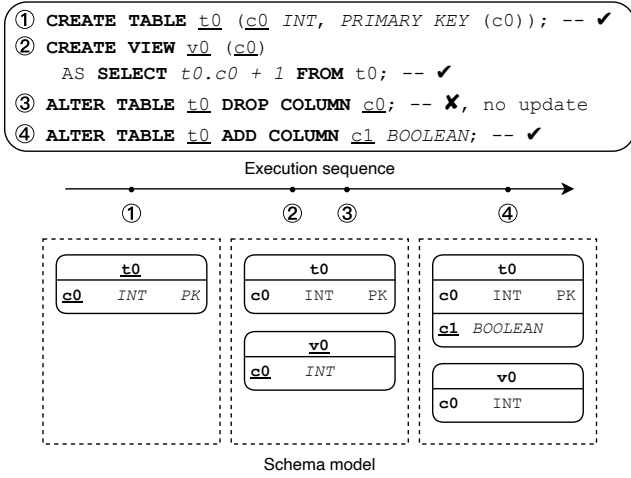 ① CREATE TABLE t0 (c0 INT, PRIMARY KEY (c0)); -- ✔
② CREATE VIEW v0 (c0)
AS SELECT t0.c0 + 1 FROM t0; -- ✔
③ ALTER TABLE t0 DROP COLUMN c0; -- ✘, no update
④ ALTER TABLE t0 ADD COLUMN c1 BOOLEAN; -- ✔
Execution sequence
① ② ③ ④
t0
c0 INT PK
t0
c0 INT PK
v0
c0 INT
t0
c0 INT PK
c1 BOOLEAN
v0
c0 INT
Schema model